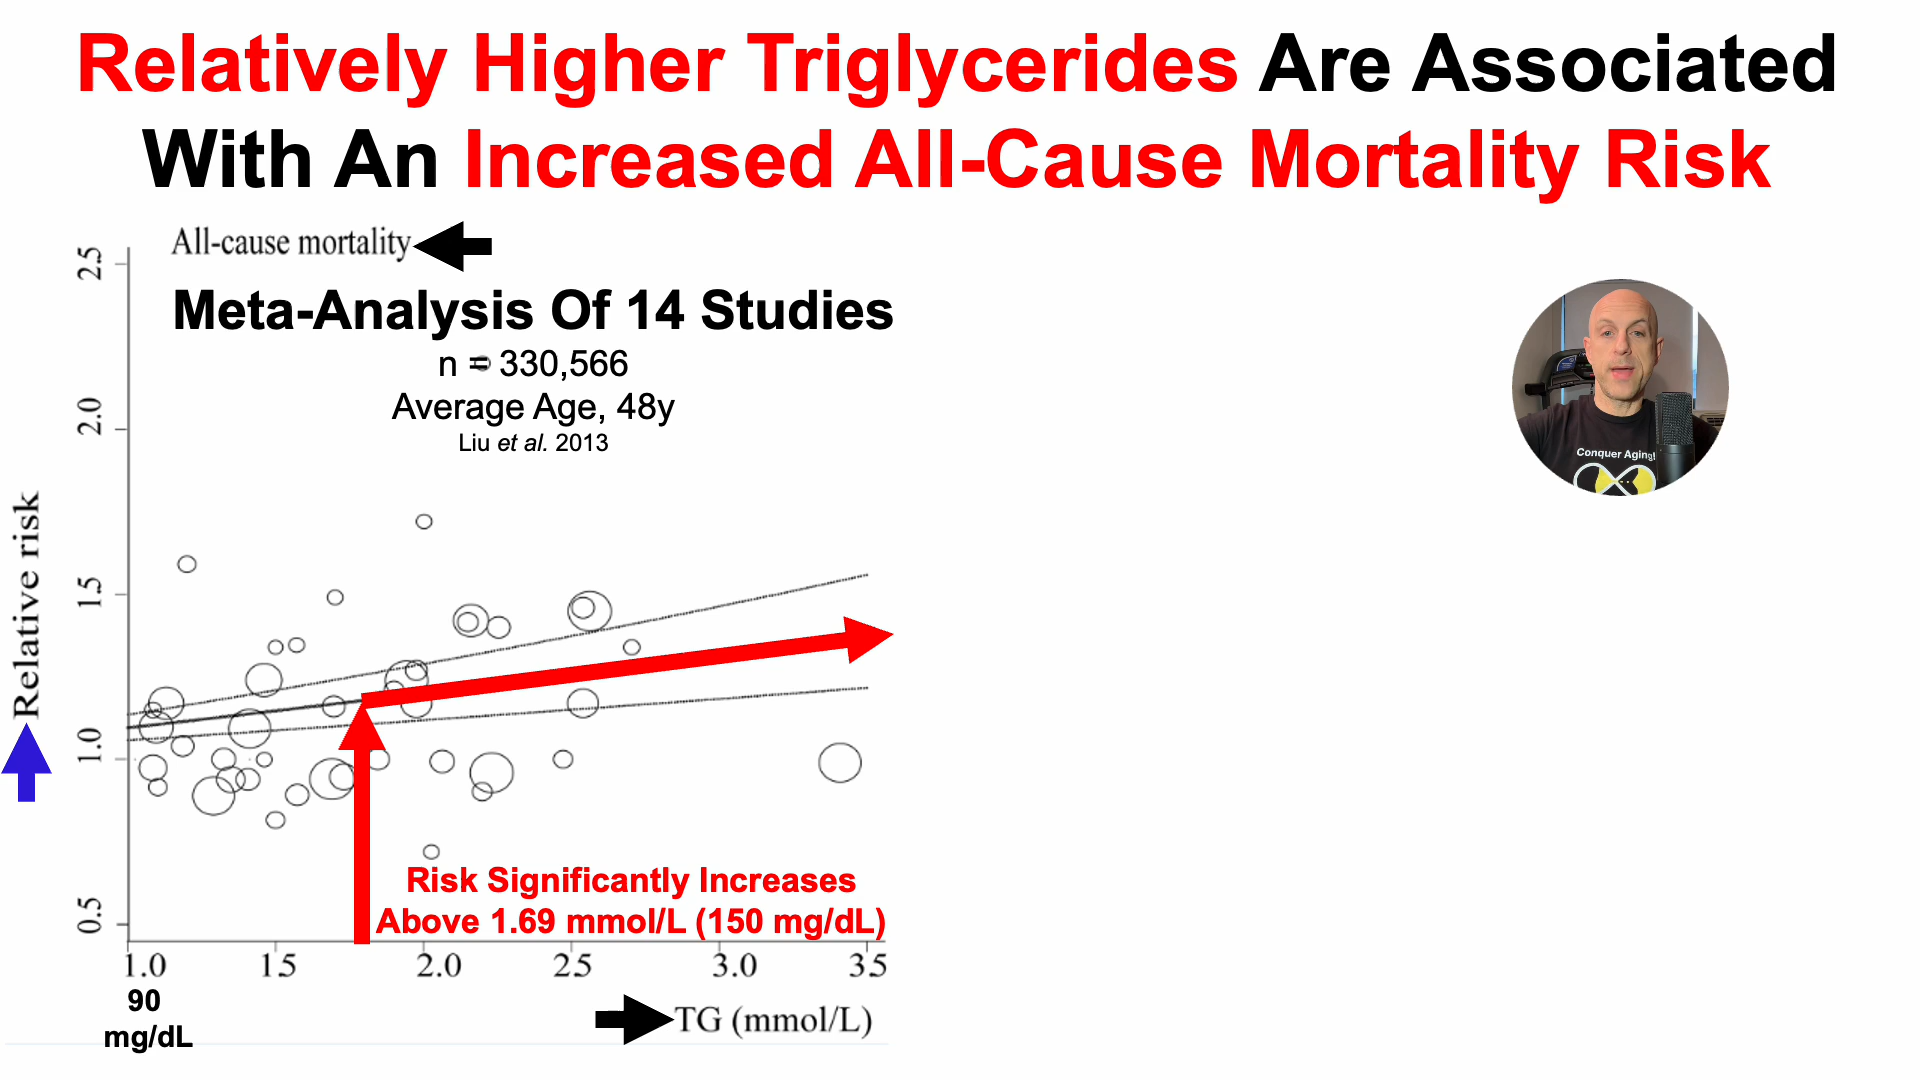 Relatively Higher Triglycerides Are Associated
With An Increased All-Cause Mortality Risk
All-cause mortality
Meta-Analysis Of 14 Studies
n = 330,566
Average Age, 48y
Liu et al. 2013
2.5
2.0
1.5
1.0
0.5
Relative risk
Conquer Aging!
Risk Significantly Increases
Above 1.69 mmol/L (150 mg/dL)
1.0 1.5 2.0 2.5 3.0 3.5
90
mg/dL
TG (mmol/L)